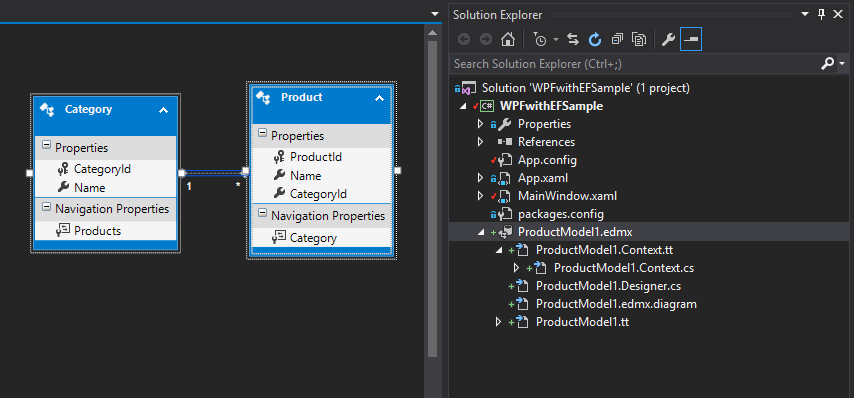 Category
Properties
CategoryId
Name
Navigation Properties
Products
1
*
Product
Properties
ProductId
Name
CategoryId
Navigation Properties
Category
Solution Explorer
Search Solution Explorer (Ctrl+;)
Solution 'WPFwithEFSample' (1 project)
C# WPFwithEFSample
Properties
References
App.config
App.xaml
MainWindow.xaml
packages.config
ProductModel1.edmx
ProductModel1.Context.tt
ProductModel1.Context.cs
ProductModel1.Designer.cs
ProductModel1.edmx.diagram
ProductModel1.tt